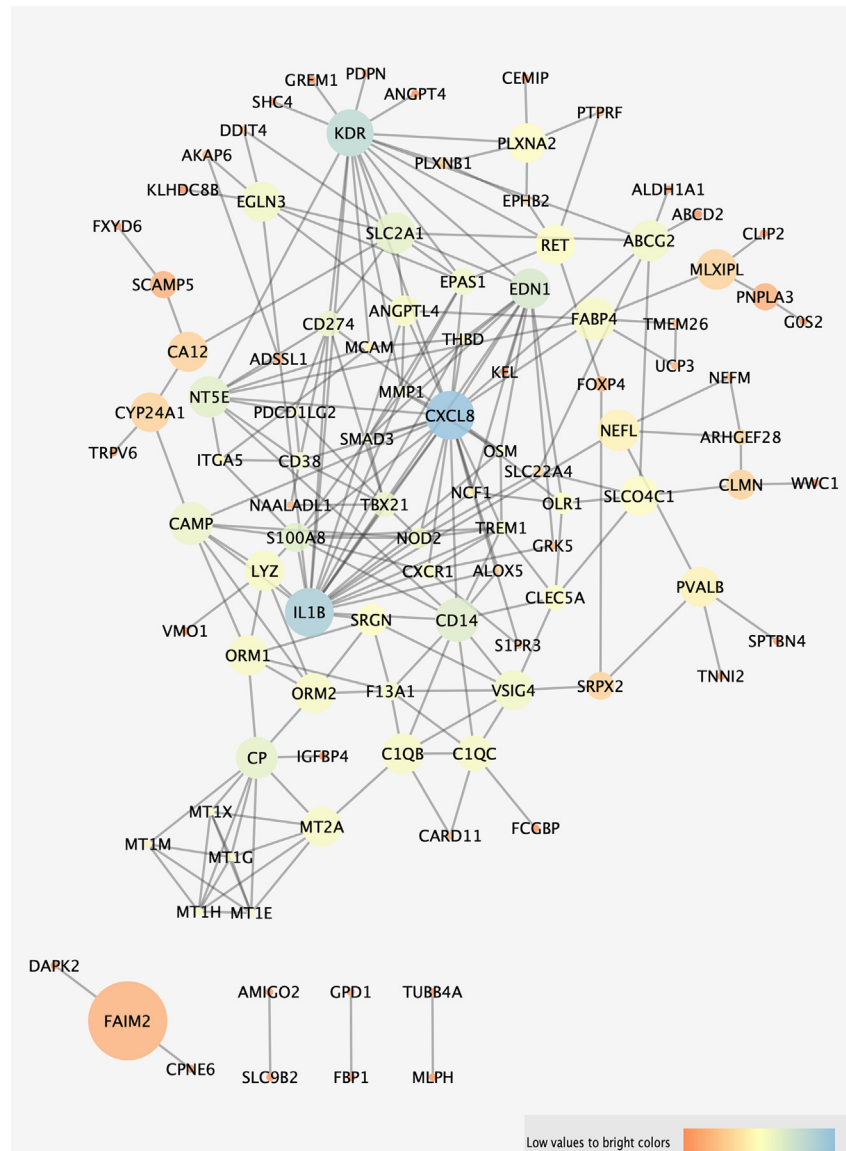 PDPN
GREM1
CEMIP
ANGPT4
SHC4
PTPRF
DDIT4
KDR
PLXNA2
AKAP6
PLXNB1
KLHDC8B
ALDH1A1
EGLN3
EPHB2
ABCD2
FXYD6
SLC2A1
CLIP2
RET
ABCG2
MLXIPL
SCAMP5
EPAS1
EDN1
PNPLA3
ANGPTL4
FABP4
G0S2
CD274
TMEM26
THBD
MCAM
CA12
ADSSL1
UCP3
KEL
NEFM
FOXP4
MMP1
NT5E
CYP24A1
PDCD1LG2
CXCL8
NEFL
SMAD3
ARHGEF28
TRPV6
OSM
ITGA5
CD38
SLC22A4
WWC1
CLMN
NCF1
SLCO4C1
NAALADL1
TBX21
OLR1
CAMP
TREM1
S100A8
NOD2
GRK5
LYZ
CXCR1
ALOX5
PVALB
CLEC5A
IL1B
SRGN
CD14
VMO1
SPTBN4
S1PR3
ORM1
TNNI2
SRPX2
ORM2
F13A1
VSIG4
CP
IGFBP4
C1QB
C1QC
MT1X
MT2A
FCGBP
CARD11
MT1M
MT1G
MT1H
MT1E
DAPK2
AMIGO2
GPD1
TUBB4A
FAIM2
CPNE6
SLC9B2
FBP1
MLPH
Low values to bright colors